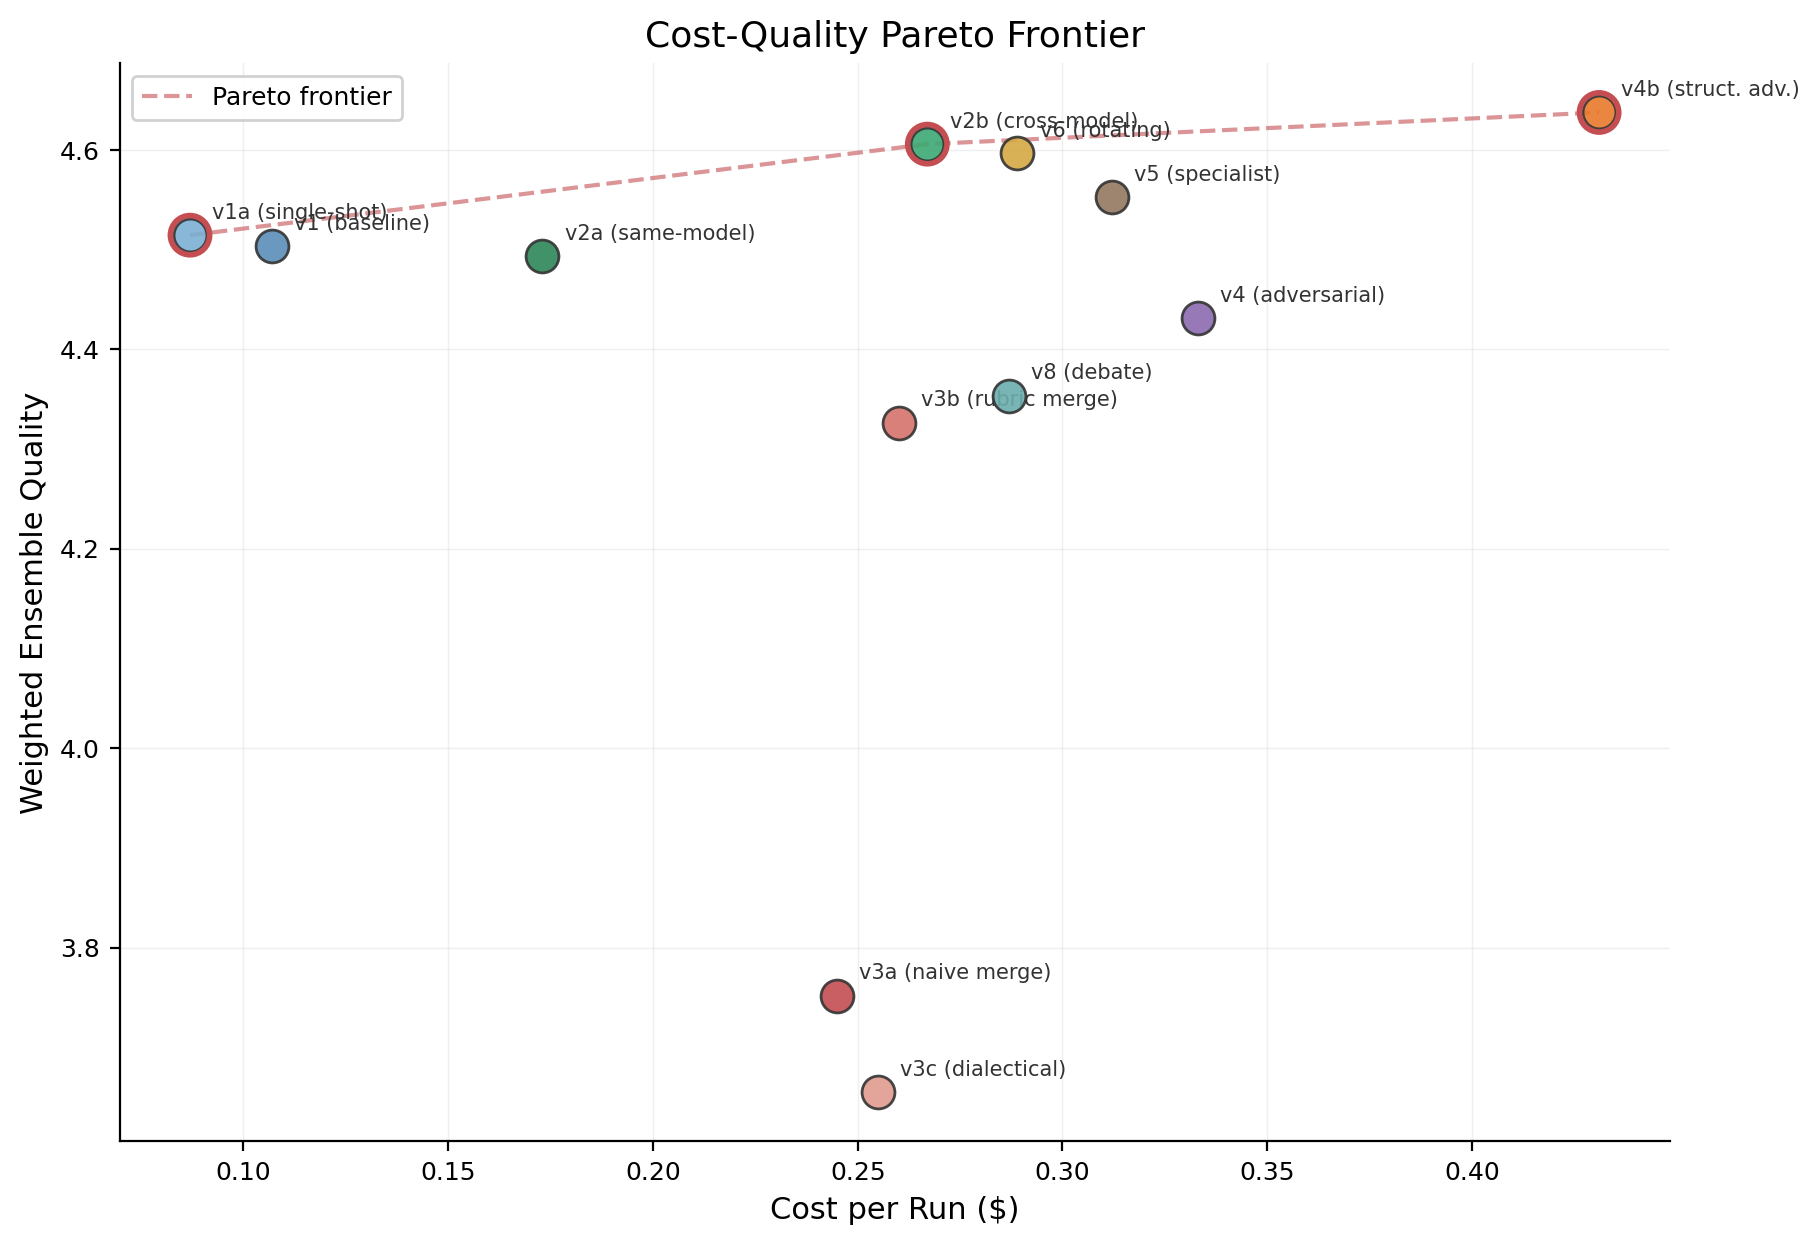 Cost-Quality Pareto Frontier
Pareto frontier
v4b (struct. adv.)
v2b (cross-model)
v6 (rotating)
v5 (specialist)
v1a (single-shot)
v1 (baseline)
v2a (same-model)
v4 (adversarial)
v8 (debate)
v3b (rubric merge)
v3a (naive merge)
v3c (dialectical)
Weighted Ensemble Quality
4.6
4.4
4.2
4.0
3.8
0.10
0.15
0.20
0.25
0.30
0.35
0.40
Cost per Run ($)